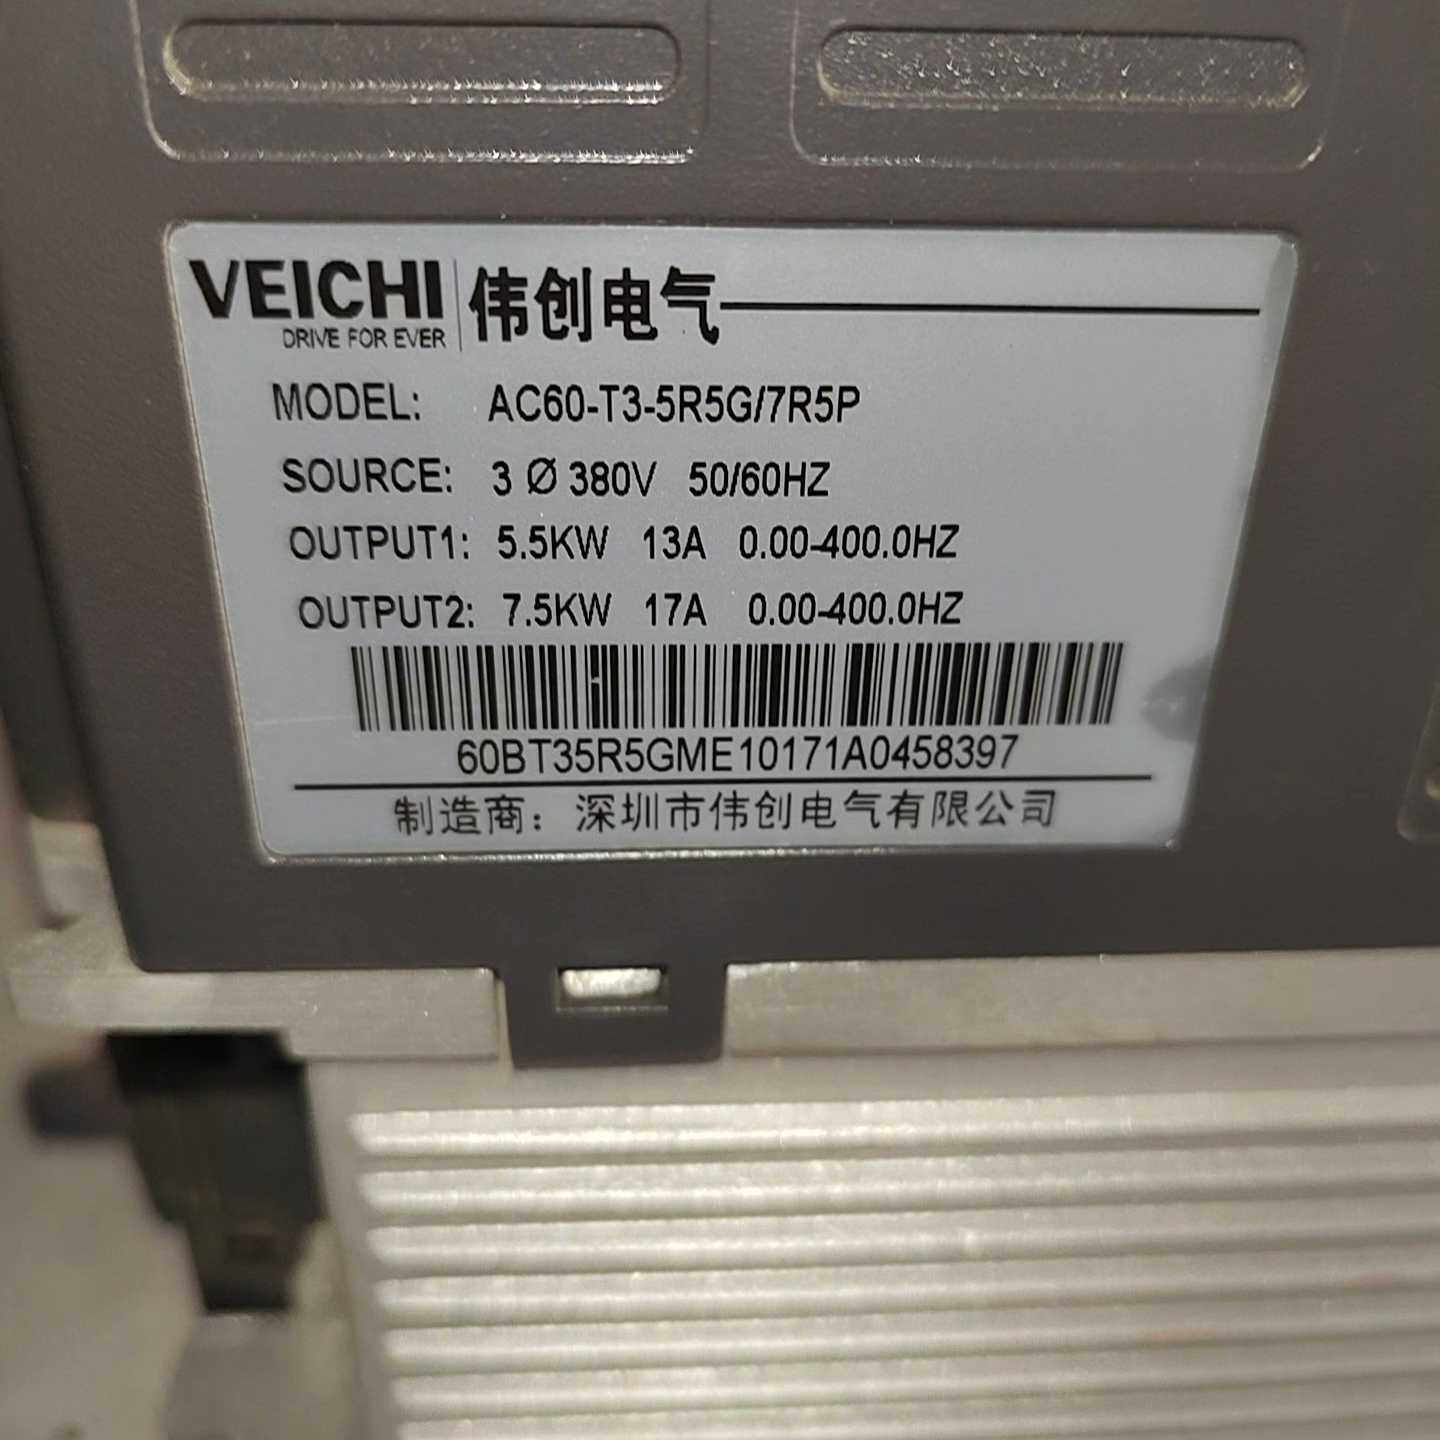 VEICHI 伟创电气
DRIVE FOR EVER
MODEL: AC60-T3-5R5G/7R5P
SOURCE: 3 Ø 380V 50/60HZ
OUTPUT1: 5.5KW 13A 0.00-400.0HZ
OUTPUT2: 7.5KW 17A 0.00-400.0HZ
60BT35R5GME10171A0458397
制造商：深圳市伟创电气有限公司